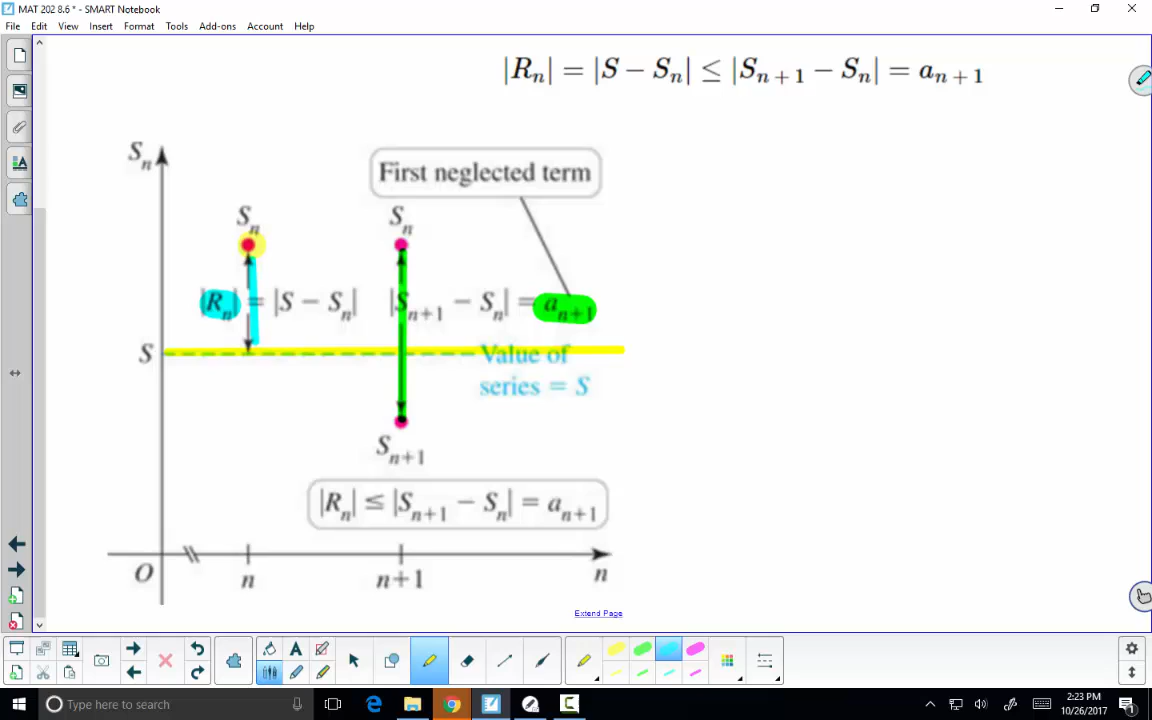 MAT 202 8.6 * - SMART Notebook
File Edit View Insert Format Tools Add-ons Account Help
|Rₙ| = |S − Sₙ| ≤ |Sₙ₊₁ − Sₙ| = aₙ₊₁
Sₙ
First neglected term
Sₙ Sₙ
|Rₙ| = |S − Sₙ| |Sₙ₊₁ − Sₙ| = aₙ₊₁
S
Value of
series = S
Sₙ₊₁
|Rₙ| ≤ |Sₙ₊₁ − Sₙ| = aₙ₊₁
O n n+1 n
Extend Page
Type here to search
2:23 PM
10/26/2017
1